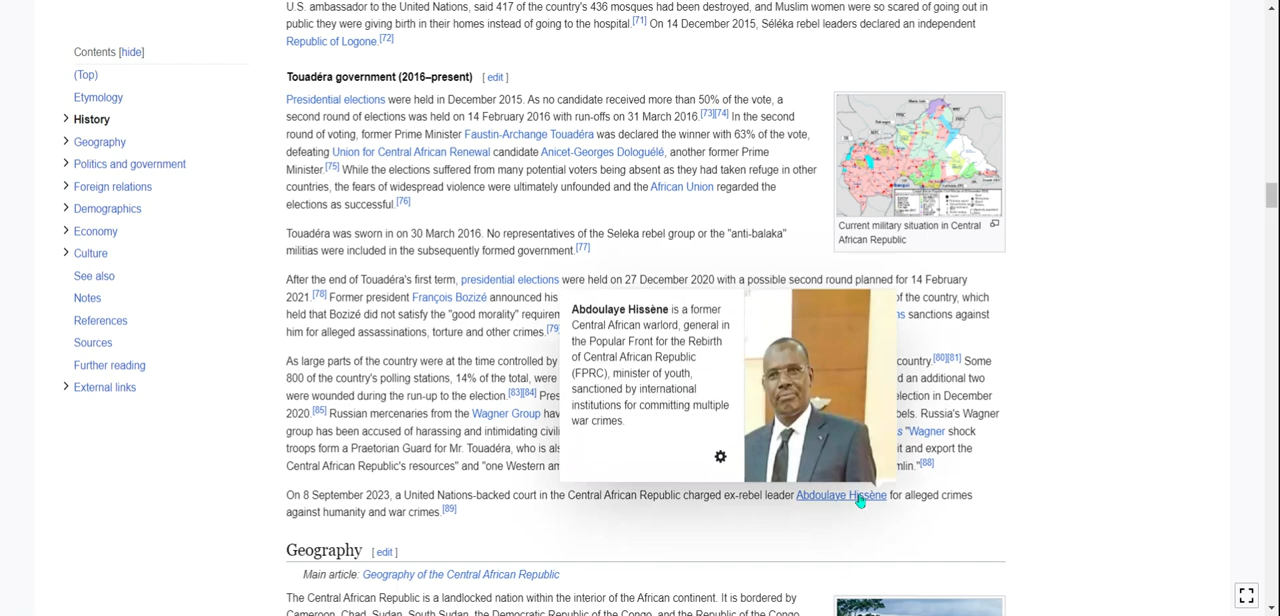 U.S. ambassador to the United Nations, said 417 of the country's 436 mosques had been destroyed, and Muslim women were so scared of going out in
public they were giving birth in their homes instead of going to the hospital.[71] On 14 December 2015, Séléka rebel leaders declared an independent
Republic of Logone.[72]
Contents [hide]
(Top)
Etymology
History
Geography
Politics and government
Foreign relations
Demographics
Economy
Culture
See also
Notes
References
Sources
Further reading
External links
Touadéra government (2016–present) [ edit ]
Presidential elections were held in December 2015. As no candidate received more than 50% of the vote, a
second round of elections was held on 14 February 2016 with run-offs on 31 March 2016.[73][74] In the second
round of voting, former Prime Minister Faustin-Archange Touadéra was declared the winner with 63% of the vote,
defeating Union for Central African Renewal candidate Anicet-Georges Dologuélé, another former Prime
Minister.[75] While the elections suffered from many potential voters being absent as they had taken refuge in other
countries, the fears of widespread violence were ultimately unfounded and the African Union regarded the
elections as successful.[76]
Current military situation in Central
African Republic
Touadéra was sworn in on 30 March 2016. No representatives of the Seleka rebel group or the "anti-balaka"
militias were included in the subsequently formed government.[77]
After the end of Touadéra's first term, presidential elections were held on 27 December 2020 with a possible second round planned for 14 February
2021.[78] Former president François Bozizé announced his of the country, which
held that Bozizé did not satisfy the "good morality" requirem ns sanctions against
him for alleged assassinations, torture and other crimes.[79]
As large parts of the country were at the time controlled by country.[80][81] Some
800 of the country's polling stations, 14% of the total, were d an additional two
were wounded during the run-up to the election.[83][84] Pres election in December
2020.[85] Russian mercenaries from the Wagner Group hav bels. Russia's Wagner
group has been accused of harassing and intimidating civili s "Wagner shock
troops form a Praetorian Guard for Mr. Touadéra, who is als it and export the
Central African Republic's resources" and "one Western am mlin."[88]
Abdoulaye Hissène is a former
Central African warlord, general in
the Popular Front for the Rebirth
of Central African Republic
(FPRC), minister of youth,
sanctioned by international
institutions for committing multiple
war crimes.
On 8 September 2023, a United Nations-backed court in the Central African Republic charged ex-rebel leader Abdoulaye Hissène for alleged crimes
against humanity and war crimes.[89]
Geography [ edit ]
Main article: Geography of the Central African Republic
The Central African Republic is a landlocked nation within the interior of the African continent. It is bordered by
Cameroon, Chad, Sudan, South Sudan, the Democratic Republic of the Congo, and the Republic of the Congo.